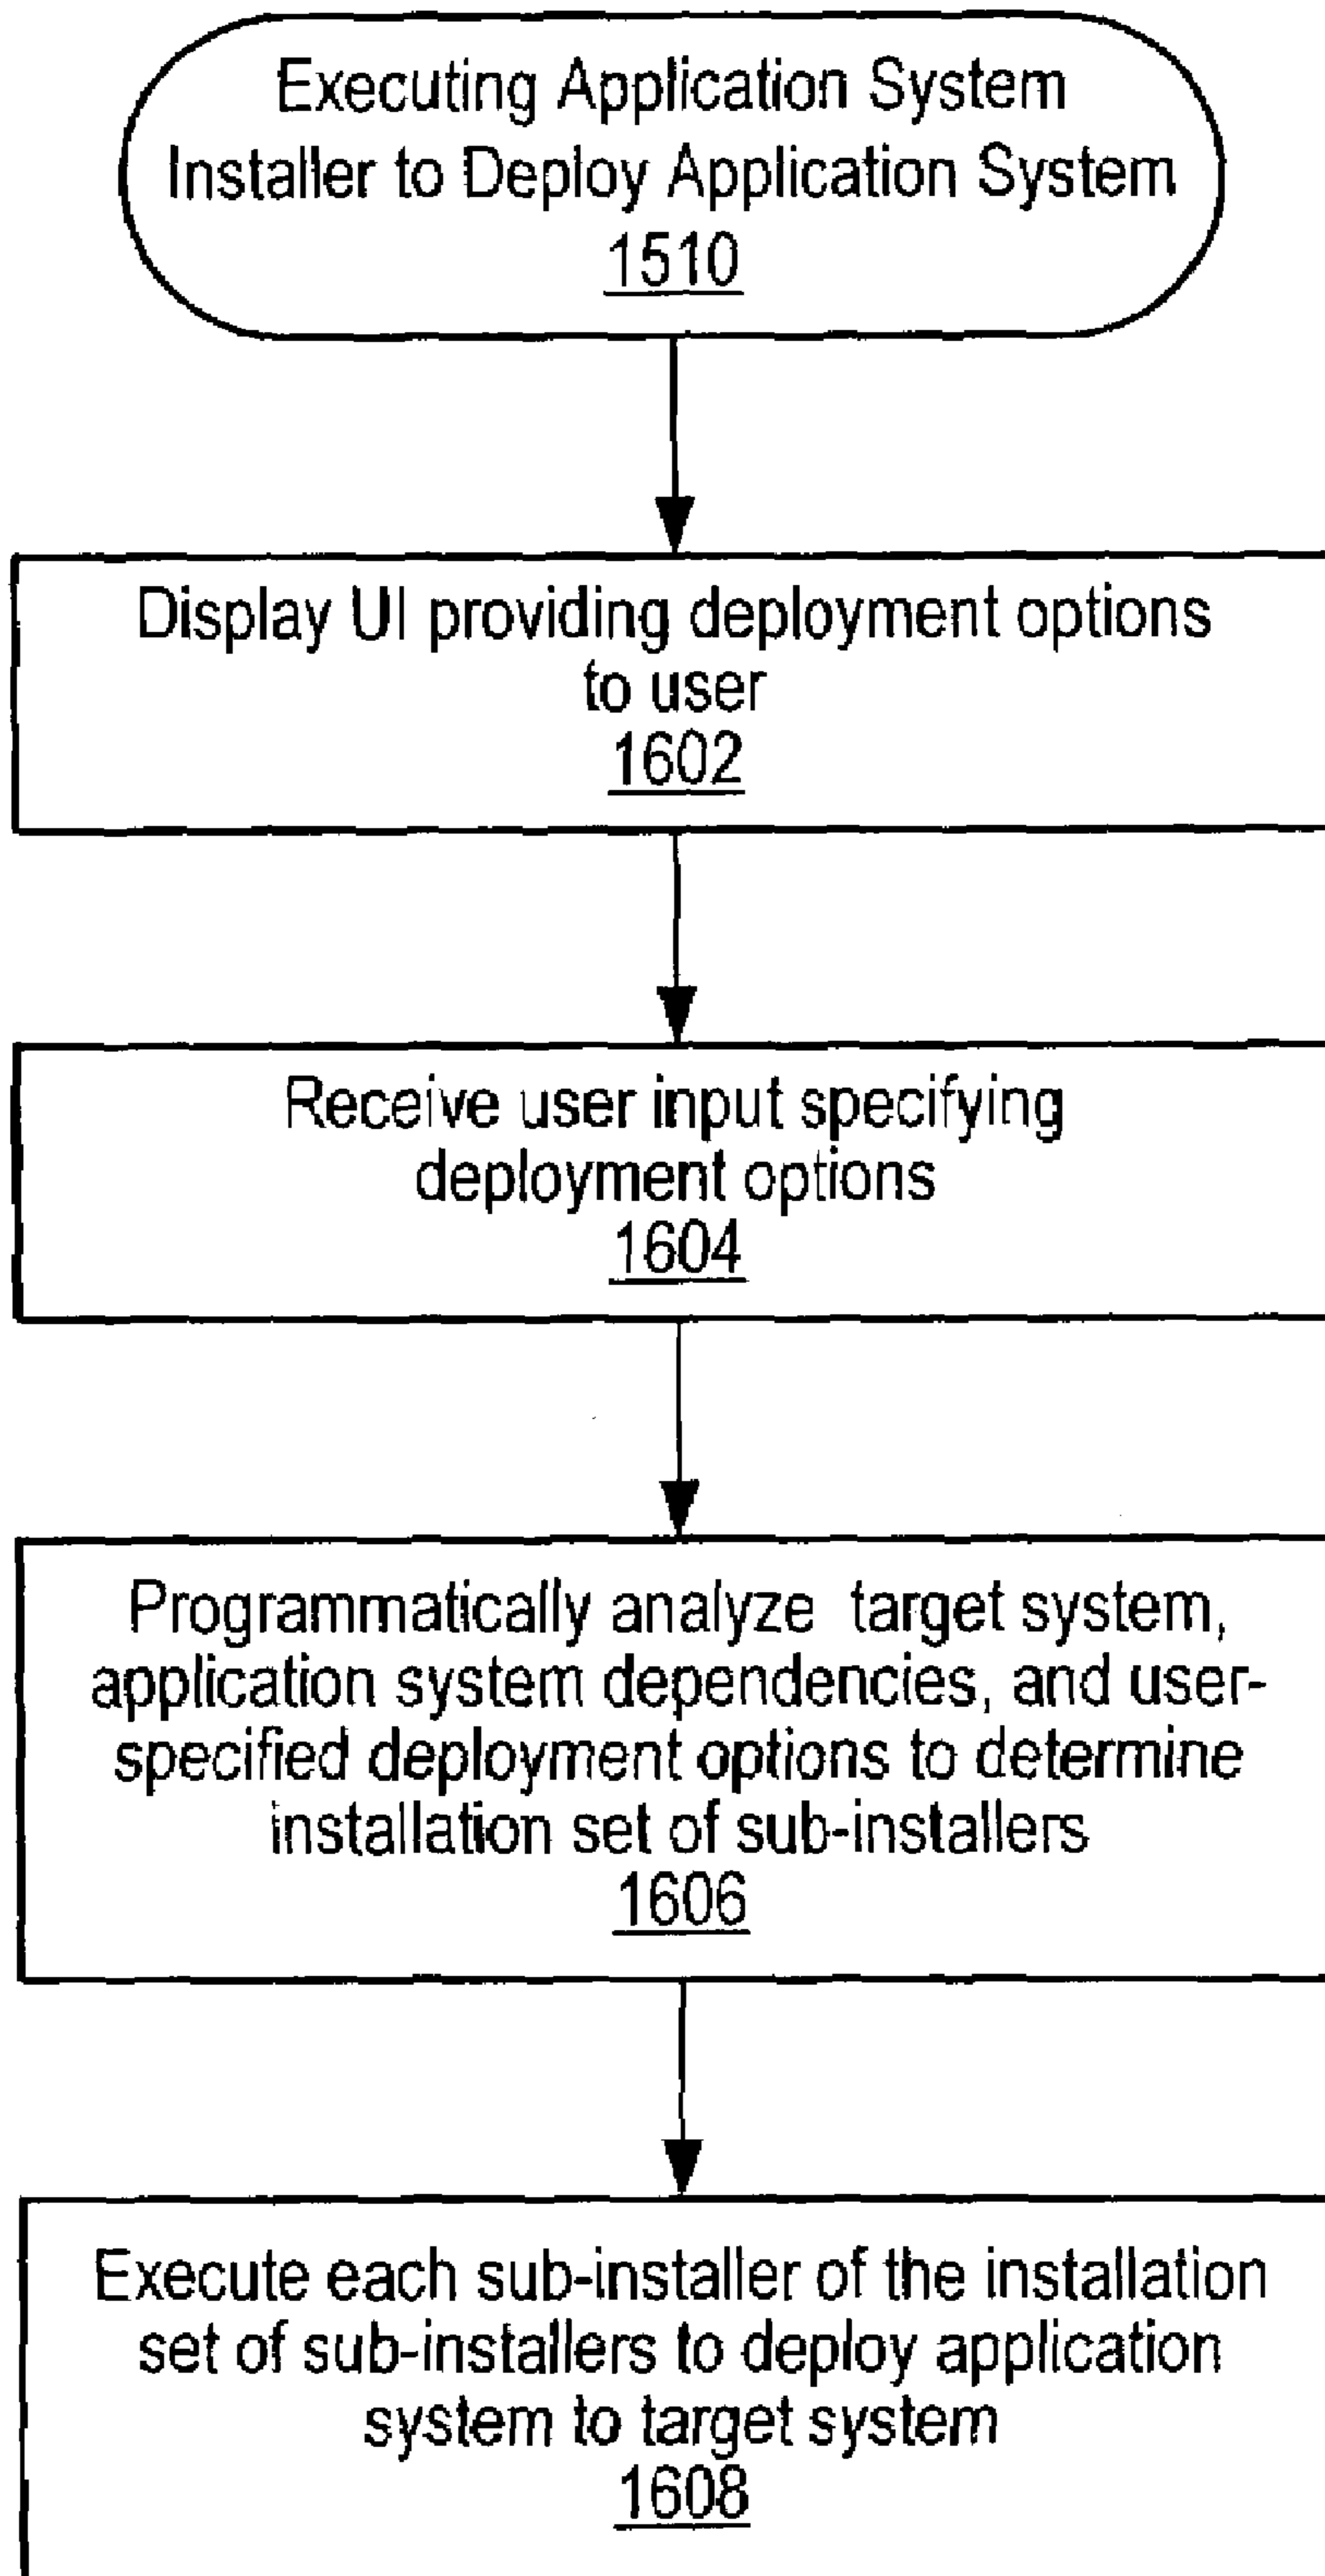 Executing Application System
Installer to Deploy Application System
1510
Display UI providing deployment options
to user
1602
Receive user input specifying
deployment options
1604
Programmatically analyze target system,
application system dependencies, and user-
specified deployment options to determine
installation set of sub-installers
1606
Execute each sub-installer of the installation
set of sub-installers to deploy application
system to target system
1608